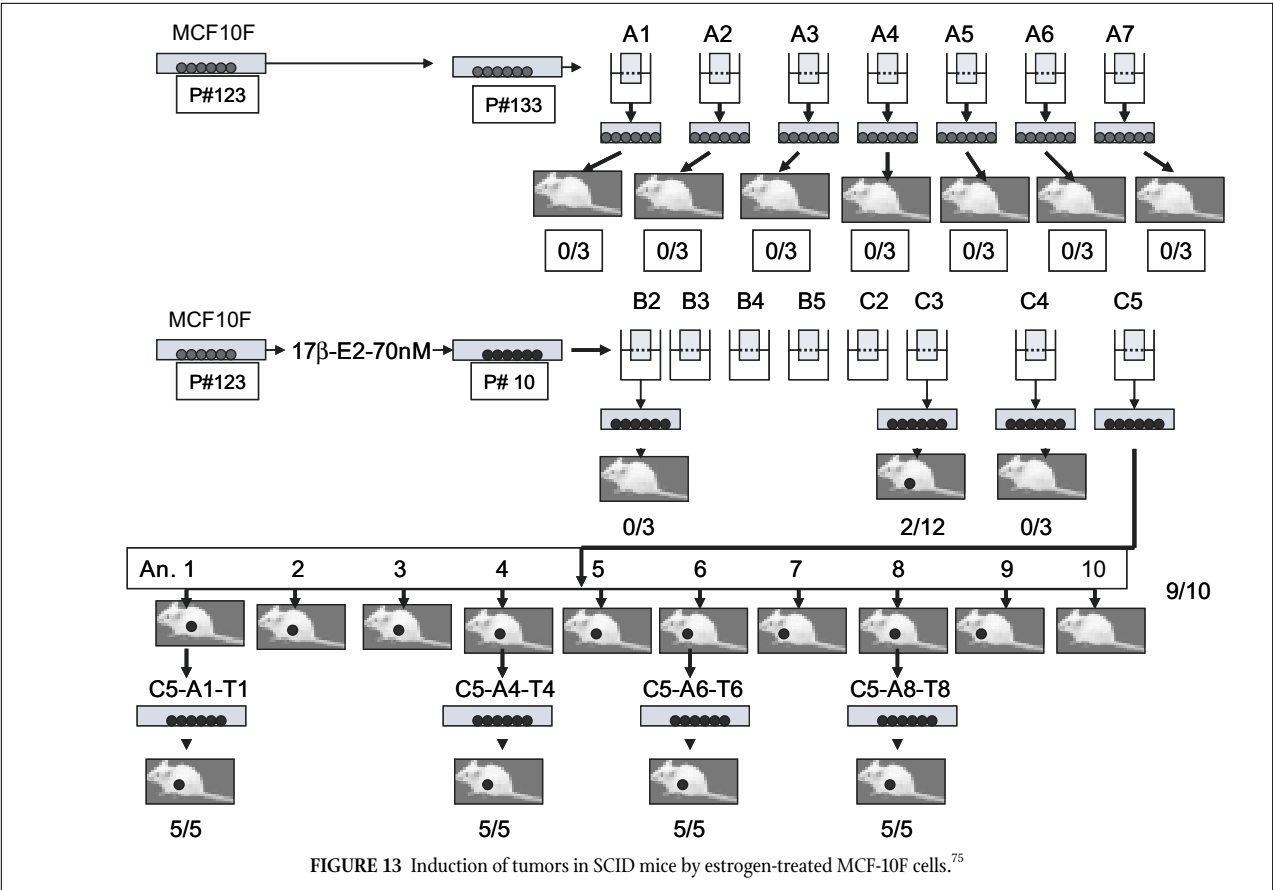 MCF10F A1 A2 A3 A4 A5 A6 A7
P#123 P#133
0/3 0/3 0/3 0/3 0/3 0/3 0/3
B2 B3 B4 B5 C2 C3 C4 C5
MCF10F
17β-E2-70nM
P#123 P# 10
0/3 2/12 0/3
An. 1 2 3 4 5 6 7 8 9 10
9/10
C5-A1-T1 C5-A4-T4 C5-A6-T6 C5-A8-T8
5/5 5/5 5/5 5/5
FIGURE 13 Induction of tumors in SCID mice by estrogen-treated MCF-10F cells.75